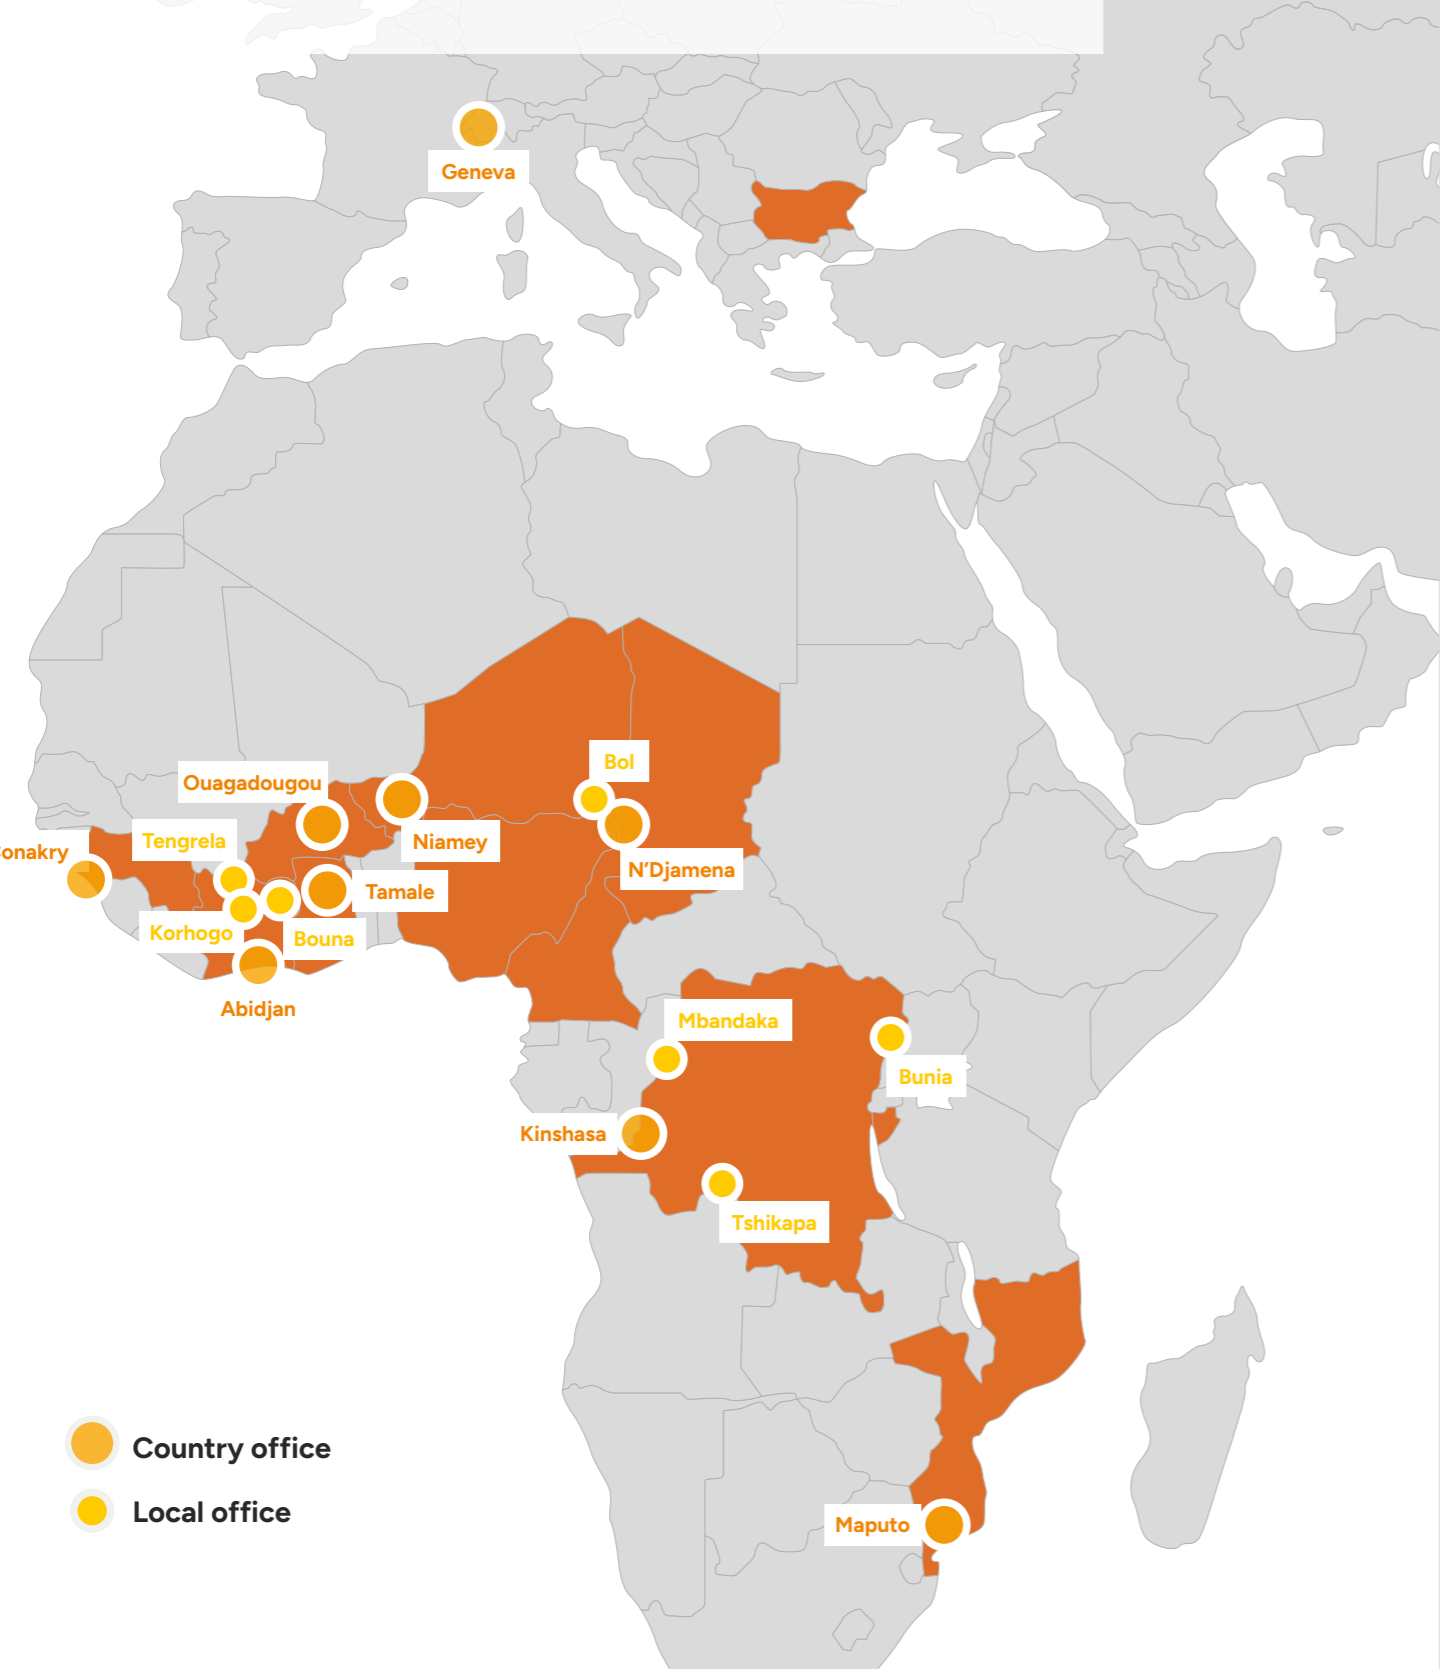 Geneva
Bol
Ouagadougou
Tengrela
Niamey
onakry
N'Djamena
Tamale
Korhogo
Bouna
Abidjan
Mbandaka
Bunia
Kinshasa
Tshikapa
Country office
Local office
Maputo